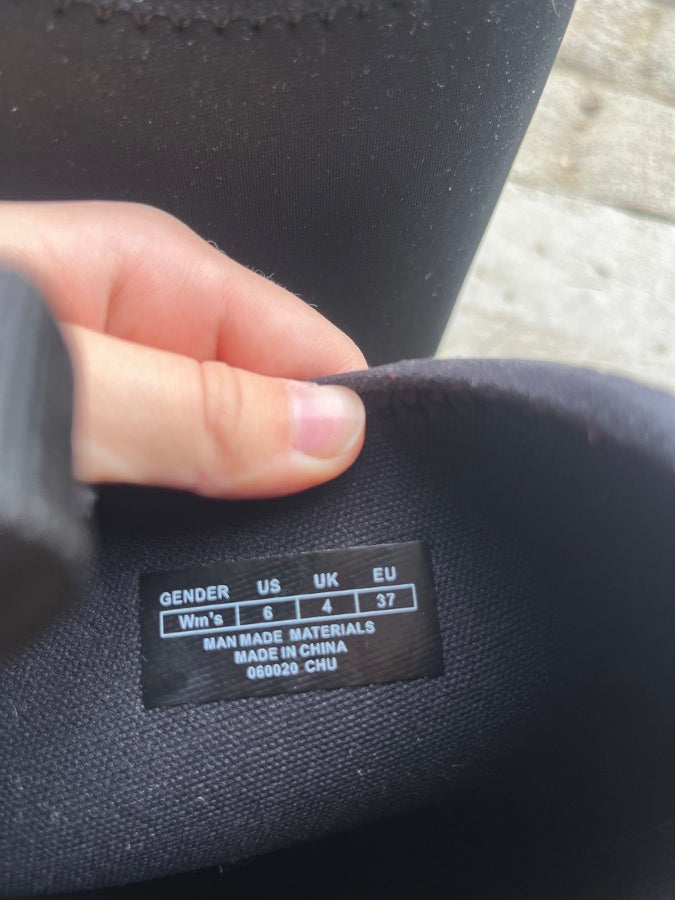 GENDER US UK EU
Wm's 6 4 37
MAN MADE MATERIALS
MADE IN CHINA
060020 CHU